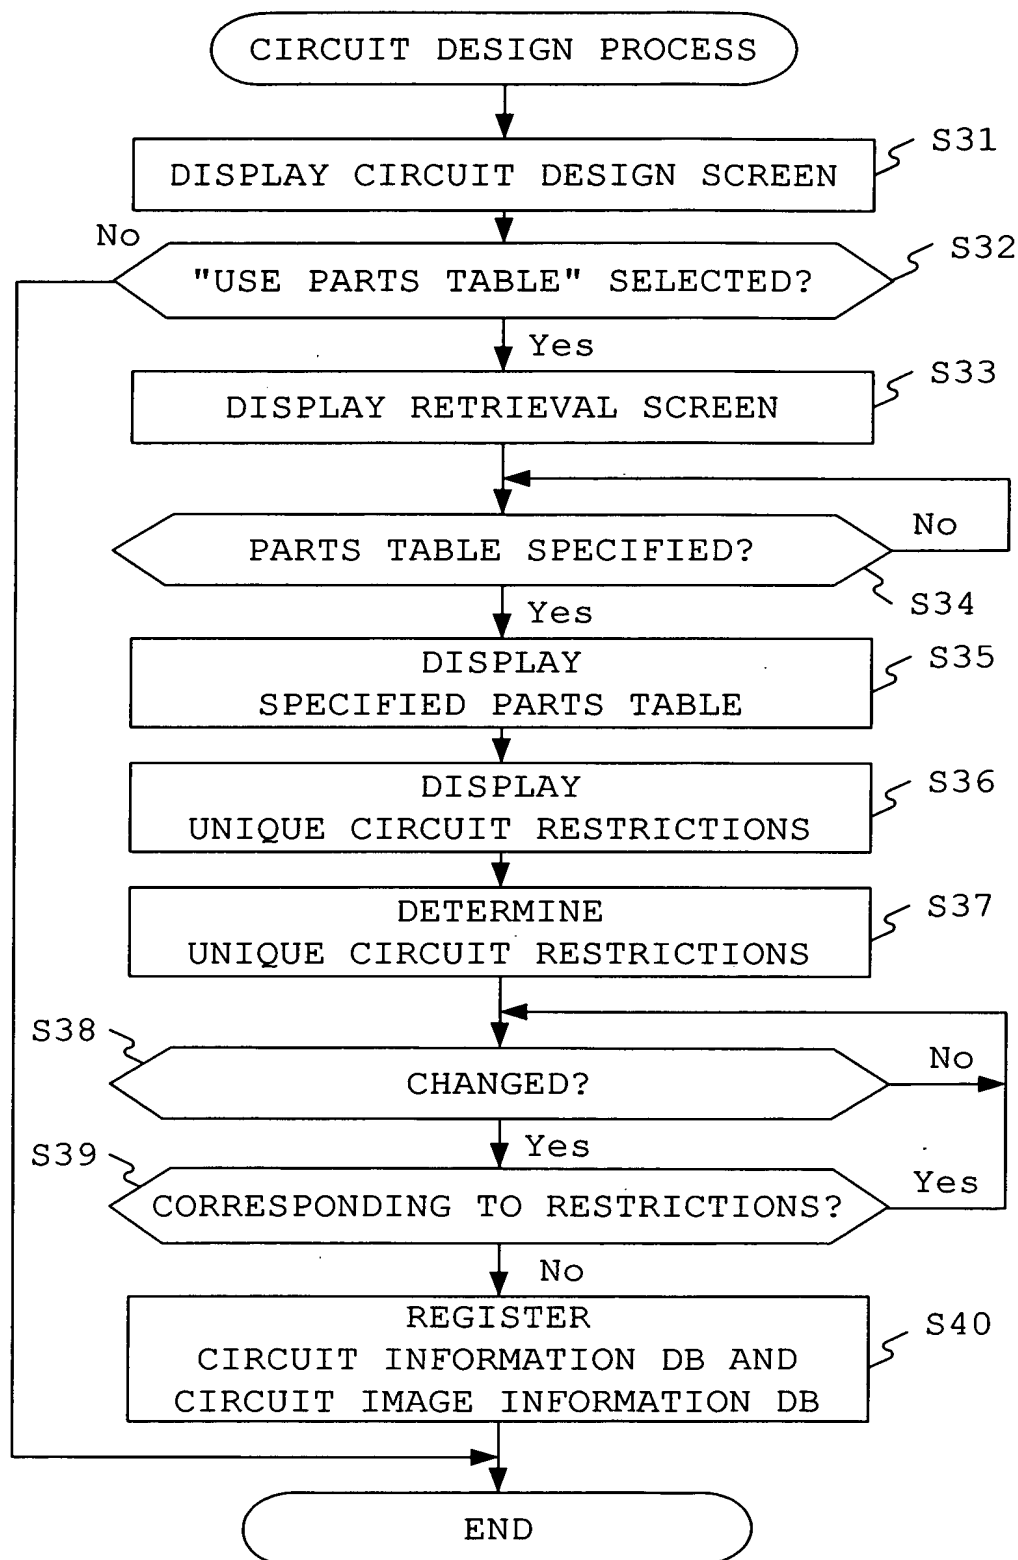 CIRCUIT DESIGN PROCESS
S31
DISPLAY CIRCUIT DESIGN SCREEN
No
S32
"USE PARTS TABLE" SELECTED?
Yes
S33
DISPLAY RETRIEVAL SCREEN
No
PARTS TABLE SPECIFIED?
S34
Yes
S35
DISPLAY
SPECIFIED PARTS TABLE
S36
DISPLAY
UNIQUE CIRCUIT RESTRICTIONS
S37
DETERMINE
UNIQUE CIRCUIT RESTRICTIONS
S38
No
CHANGED?
Yes
S39
Yes
CORRESPONDING TO RESTRICTIONS?
No
REGISTER
S40
CIRCUIT INFORMATION DB AND
CIRCUIT IMAGE INFORMATION DB
END